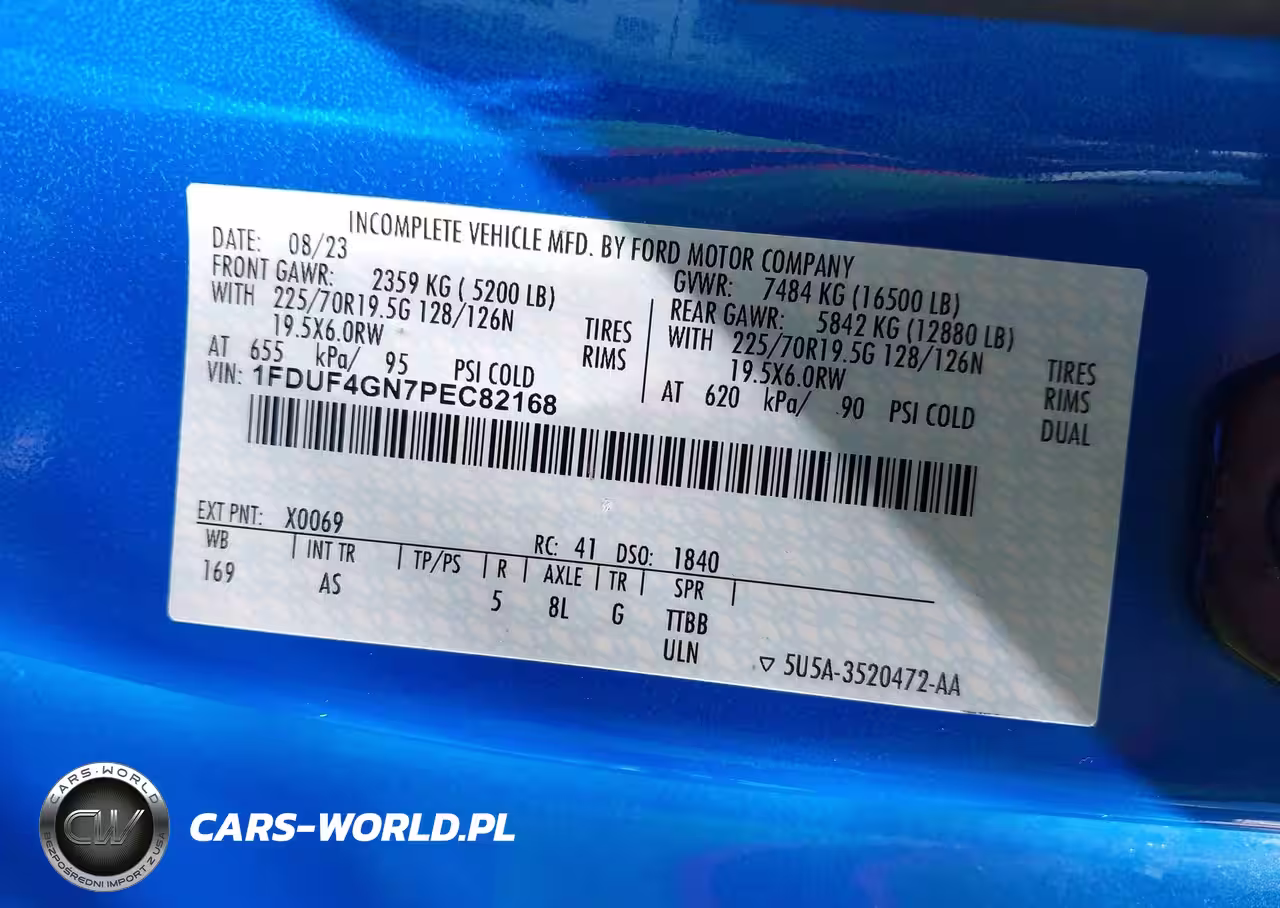 INCOMPLETE VEHICLE MFD. BY FORD MOTOR COMPANY
DATE: 08/23
GVWR: 7484 KG (16500 LB)
FRONT GAWR: 2359 KG ( 5200 LB)
REAR GAWR: 5842 KG (12880 LB)
WITH 225/70R19.5G 128/126N TIRES
WITH 225/70R19.5G 128/126N TIRES
19.5X6.0RW RIMS
19.5X6.0RW RIMS
AT 655 kPa/ 95 PSI COLD
AT 620 kPa/ 90 PSI COLD DUAL
VIN: 1FDUF4GN7PEC82168
EXT PNT: X0069
RC: 41 DSO: 1840
WB | INT TR | TP/PS | R | AXLE | TR | SPR |
169 AS 5 8L G TTBB
ULN
▽ 5U5A-3520472-AA
CARS-WORLD
CW
BEZPOŚREDNI IMPORT Z USA
CARS-WORLD.PL